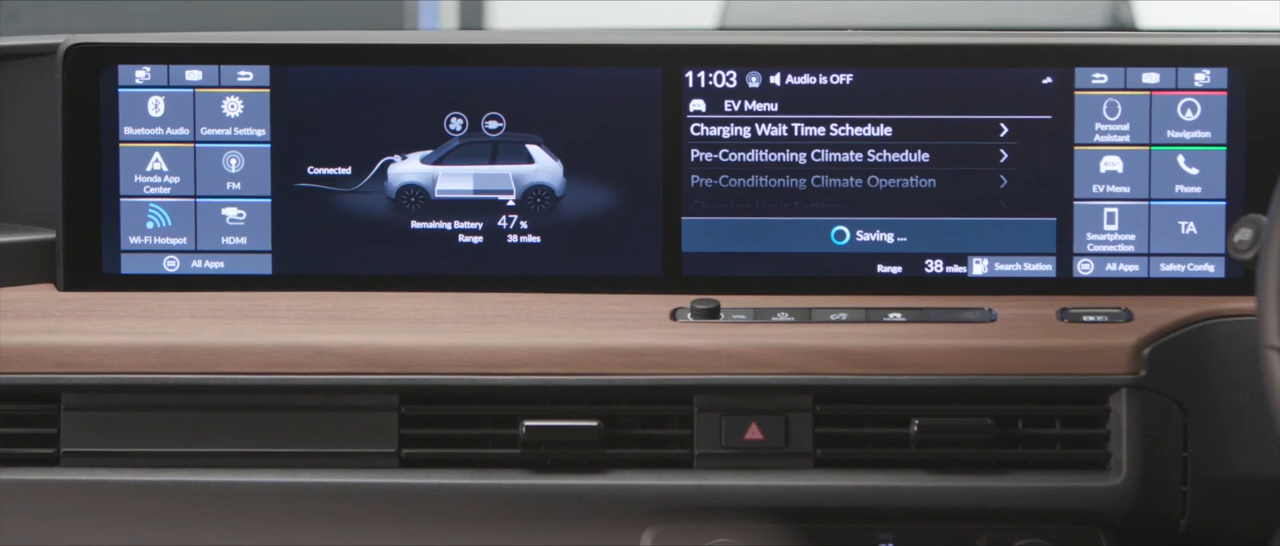 Bluetooth Audio
General Settings
Honda App
Center
FM
Wi-Fi Hotspot
HDMI
All Apps
Connected
Remaining Battery 47 %
Range 38 miles
11:03 Audio is OFF
EV Menu
Charging Wait Time Schedule
Pre-Conditioning Climate Schedule
Pre-Conditioning Climate Operation
Saving ...
Range 38 miles Search Station
Personal
Assistant
Navigation
EV
EV Menu
Phone
Smartphone
Connection
TA
All Apps
Safety Config
VOL